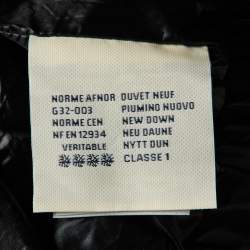 NORME AFNOR DUVET NEUF
G32-003 PIUMINO NUOVO
NORME CEN NEW DOWN
NF EN 12934 NEU DAUNE
VERITABLE NYTT DUN
CLASSE 1